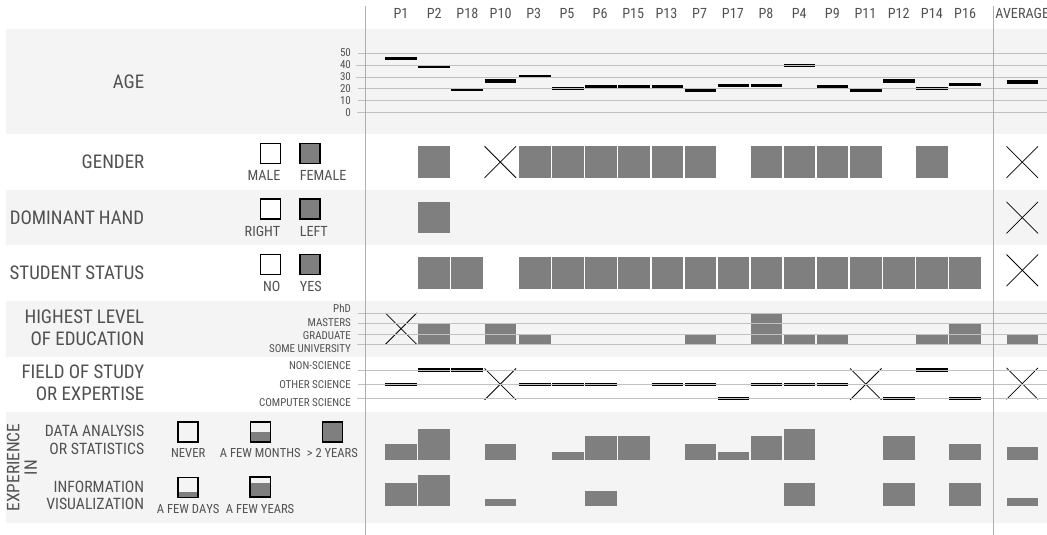 P1 P2 P18 P10 P3 P5 P6 P15 P13 P7 P17 P8 P4 P9 P11 P12 P14 P16 AVERAGE
AGE
50
40
30
20
10
0
GENDER
MALE FEMALE
DOMINANT HAND
RIGHT LEFT
STUDENT STATUS
NO YES
HIGHEST LEVEL
OF EDUCATION
PhD
MASTERS
GRADUATE
SOME UNIVERSITY
FIELD OF STUDY
OR EXPERTISE
NON-SCIENCE
OTHER SCIENCE
COMPUTER SCIENCE
EXPERIENCE
IN
DATA ANALYSIS
OR STATISTICS
NEVER A FEW MONTHS > 2 YEARS
INFORMATION
VISUALIZATION
A FEW DAYS A FEW YEARS